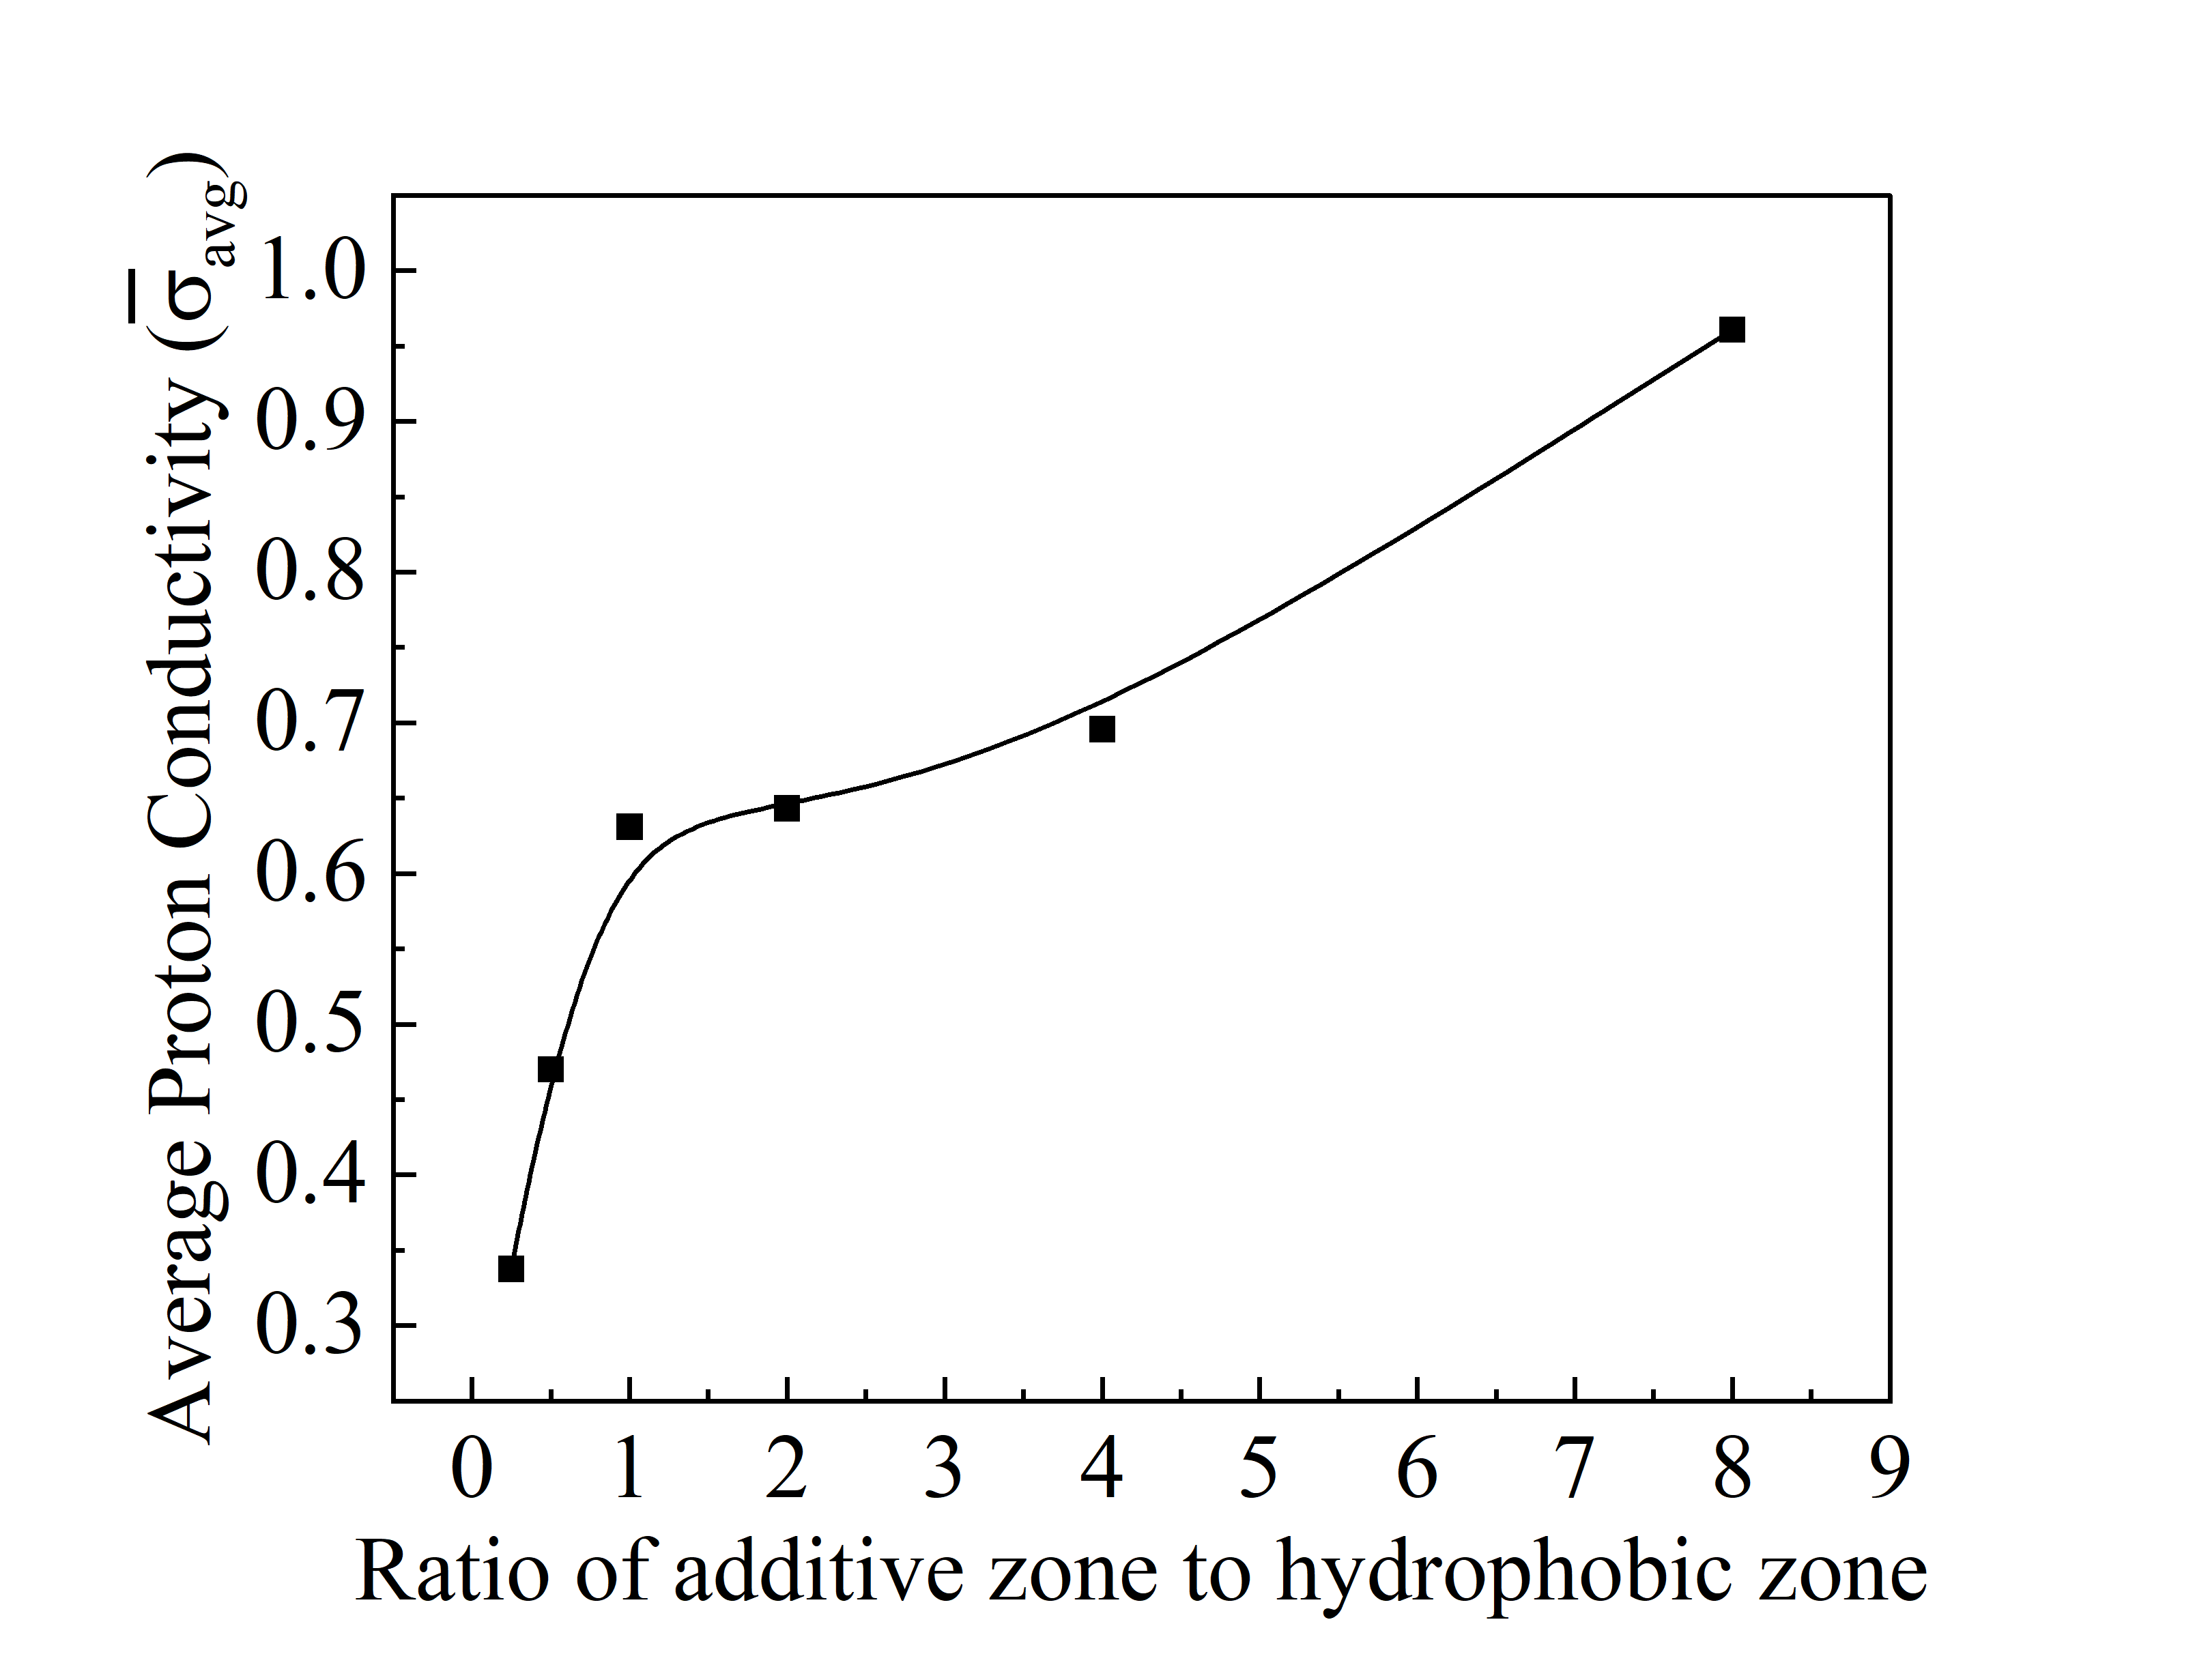 Average Proton Conductivity (σ̅avg)
1.0
0.9
0.8
0.7
0.6
0.5
0.4
0.3
0 1 2 3 4 5 6 7 8 9
Ratio of additive zone to hydrophobic zone